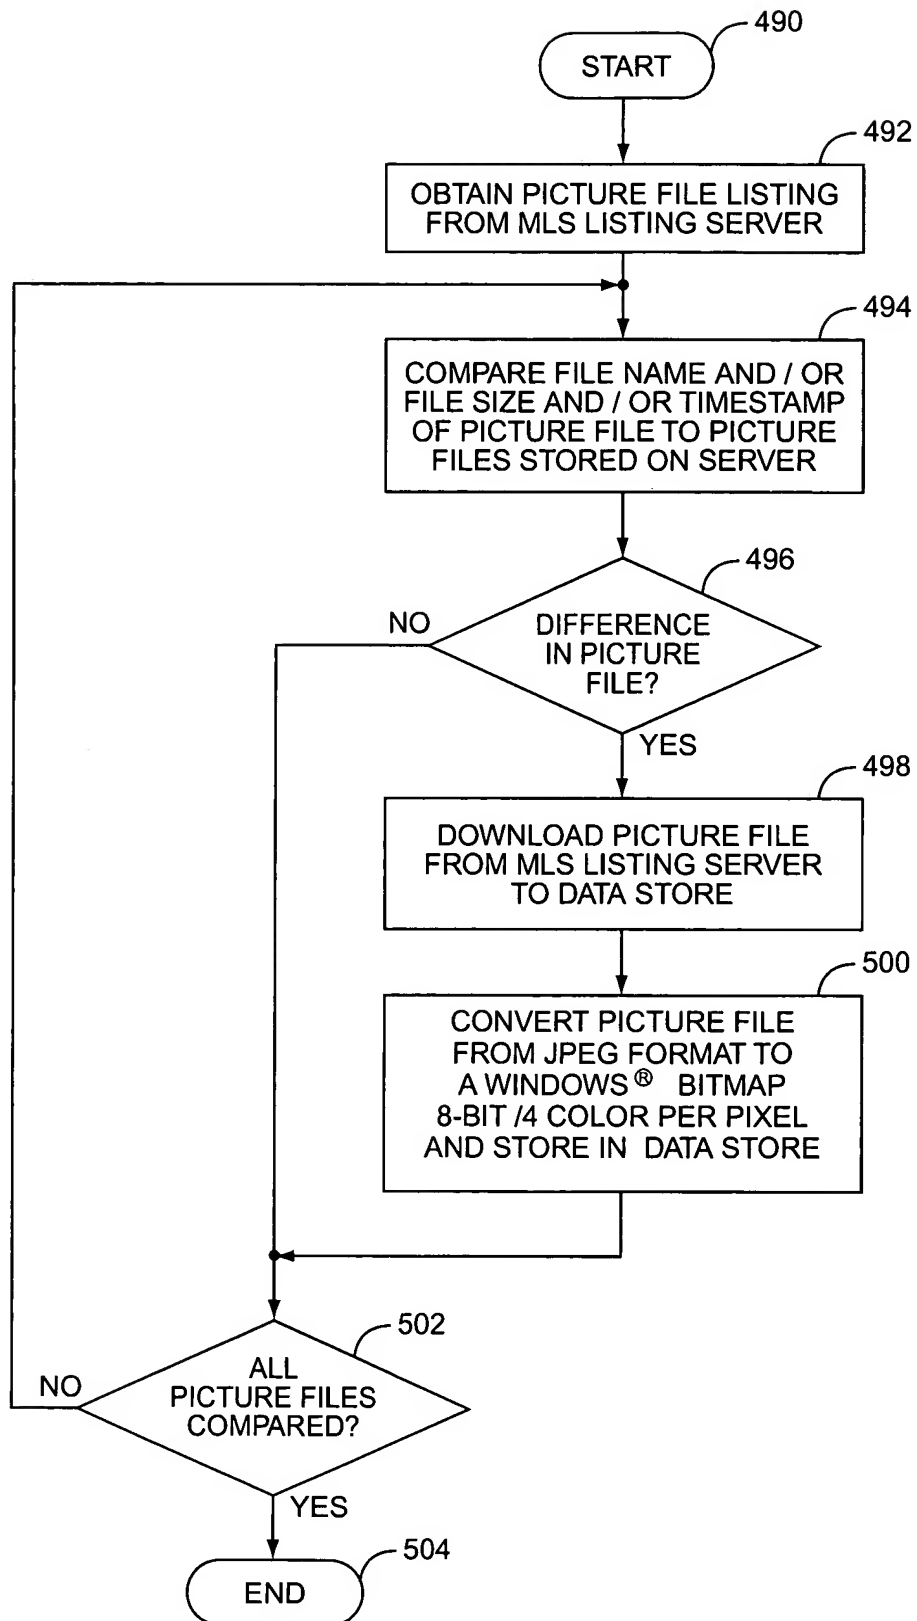 490
START
492
OBTAIN PICTURE FILE LISTING
FROM MLS LISTING SERVER
494
COMPARE FILE NAME AND / OR
FILE SIZE AND / OR TIMESTAMP
OF PICTURE FILE TO PICTURE
FILES STORED ON SERVER
496
NO
DIFFERENCE
IN PICTURE
FILE?
YES
498
DOWNLOAD PICTURE FILE
FROM MLS LISTING SERVER
TO DATA STORE
500
CONVERT PICTURE FILE
FROM JPEG FORMAT TO
A WINDOWS® BITMAP
8-BIT /4 COLOR PER PIXEL
AND STORE IN DATA STORE
502
NO
ALL
PICTURE FILES
COMPARED?
YES
504
END